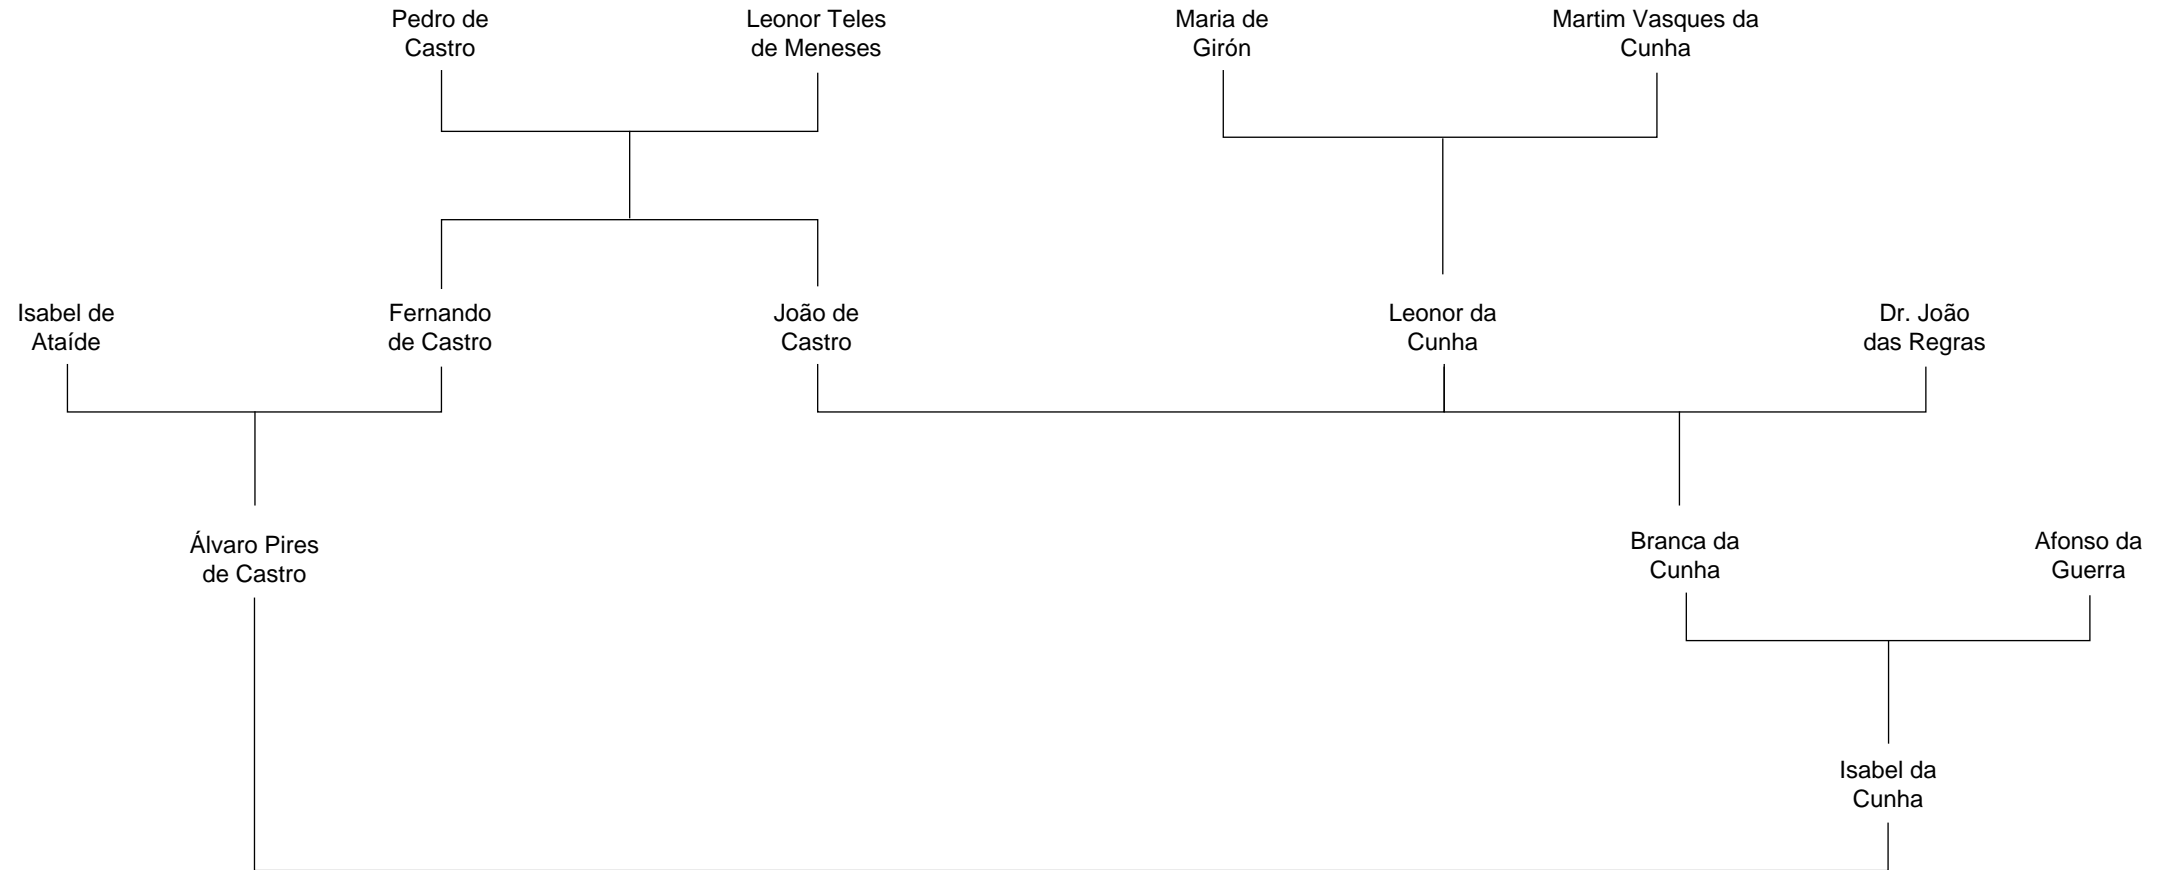 Pedro de
Castro
Leonor Teles
de Meneses
Maria de
Girón
Martim Vasques da
Cunha
Isabel de
Ataíde
Fernando
de Castro
João de
Castro
Leonor da
Cunha
Dr. João
das Regras
Álvaro Pires
de Castro
Branca da
Cunha
Afonso da
Guerra
Isabel da
Cunha